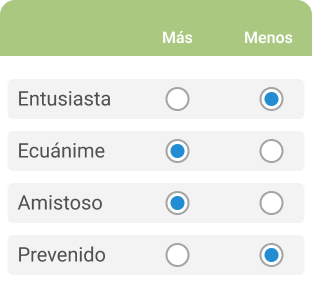 Más Menos
Entusiasta
Ecuánime
Amistoso
Prevenido